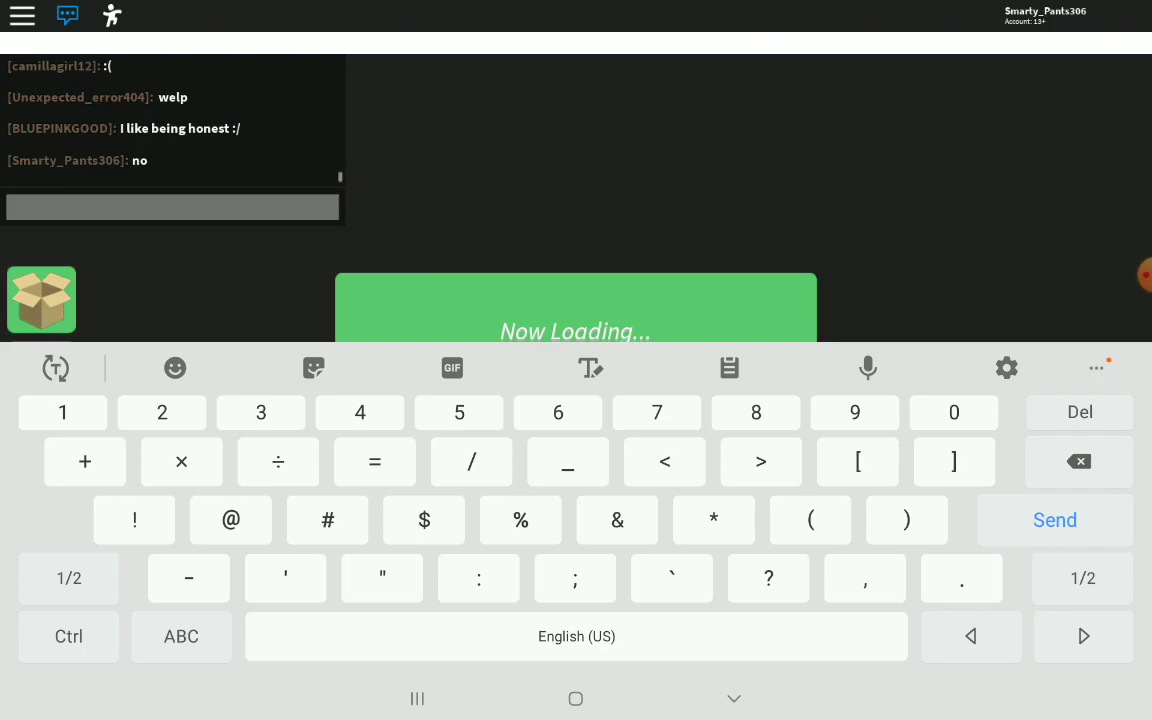 Smarty_Pants306
Account: 13+
[camillagirl12]: :(
[Unexpected_error404]: welp
[BLUEPINKGOOD]: I like being honest :/
[Smarty_Pants306]: no
Now Loading...
T GIF T
1 2 3 4 5 6 7 8 9 0 Del
+ × ÷ = / _ < > [ ]
! @ # $ % & * ( ) Send
1/2 - ' " : ; ` ? , . 1/2
Ctrl ABC English (US)